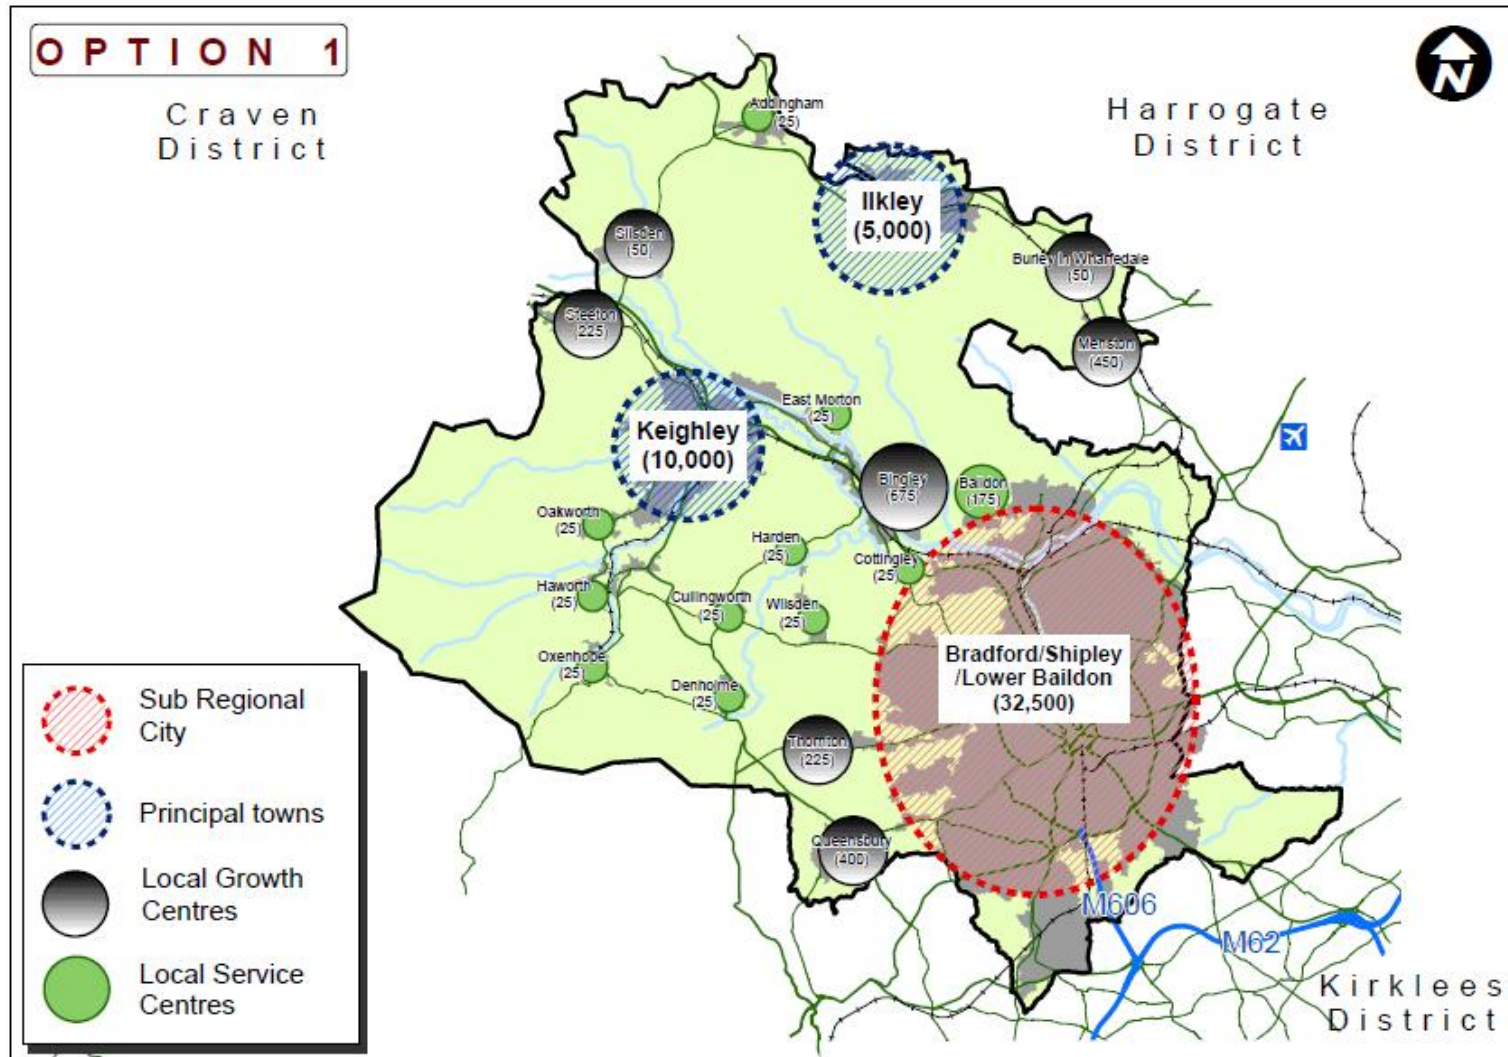 OPTION 1
Craven
District
Harrogate
District
N
Addingham
(25)
Ilkley
(5,000)
Silsden
(50)
Burley In Wharfedale
(50)
Steeton
(225)
Menston
(450)
East Morton
(25)
Keighley
(10,000)
Bingley
(675)
Baildon
(175)
Oakworth
(25)
Harden
(25)
Cottingley
(25)
Haworth
(25)
Cullingworth
(25)
Wilsden
(25)
Oxenhope
(25)
Denholme
(25)
Bradford/Shipley
/Lower Baildon
(32,500)
Thornton
(225)
Queensbury
(400)
M606
M62
Kirklees
District
Sub Regional
City
Principal towns
Local Growth
Centres
Local Service
Centres